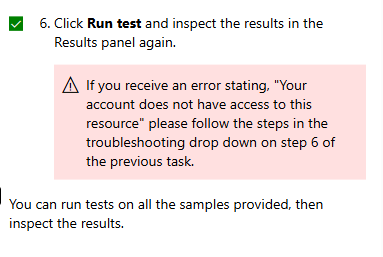 6. Click Run test and inspect the results in the
Results panel again.
If you receive an error stating, "Your
account does not have access to this
resource" please follow the steps in the
troubleshooting drop down on step 6 of
the previous task.
You can run tests on all the samples provided, then
inspect the results.